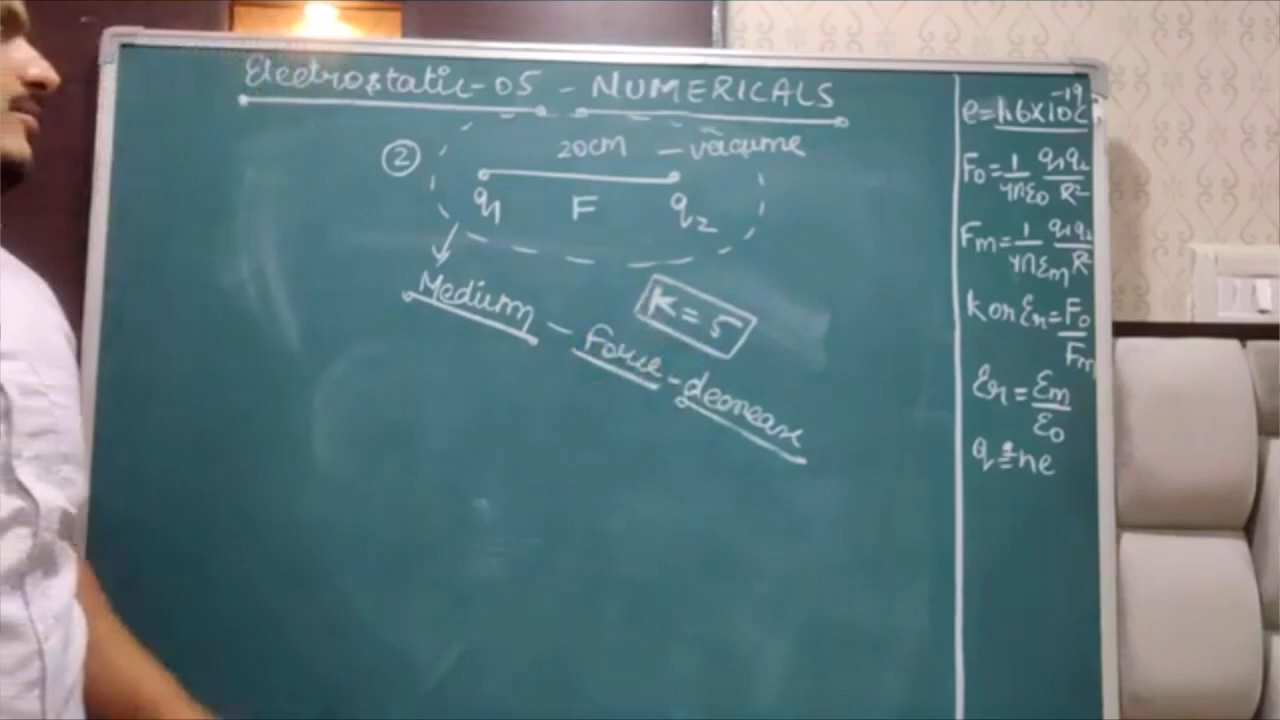 Electrostatic-05 - NUMERICALS
② 20cm - vacume
q1 F q2
Medium - Force - decrease
K = 5
e=1.6×10^-19 C
F0 = 1/4πε0 q1q2/R²
Fm = 1/4πεm q1q2/R²
K or εr = F0/Fm
εr = εm/ε0
q = ±ne